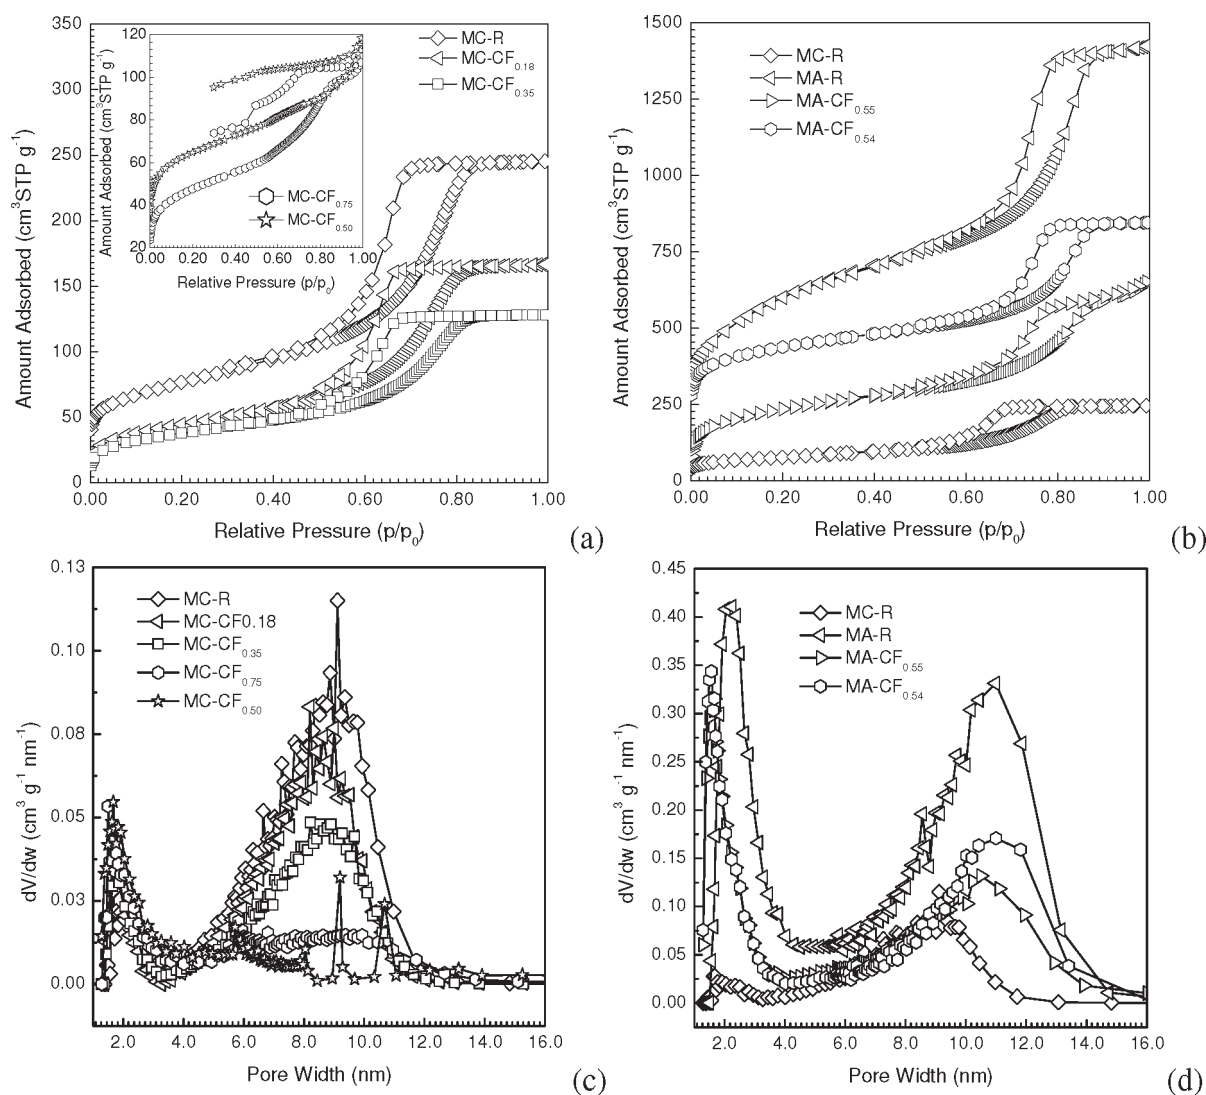 350
300
250
200
150
100
50
0
0.00 0.20 0.40 0.60 0.80 1.00
Amount Adsorbed (cm³STP g⁻¹)
Relative Pressure (p/p₀)
MC-R
MC-CF₀.₁₈
MC-CF₀.₃₅
120
100
80
60
40
20
0.00 0.20 0.40 0.60 0.80 1.00
Amount Adsorbed (cm³STP g⁻¹)
Relative Pressure (p/p₀)
MC-CF₀.₇₅
MC-CF₀.₅₀
(a)
1500
1250
1000
750
500
250
0
0.00 0.20 0.40 0.60 0.80 1.00
Amount Adsorbed (cm³STP g⁻¹)
Relative Pressure (p/p₀)
MC-R
MA-R
MA-CF₀.₅₅
MA-CF₀.₅₄
(b)
0.13
0.10
0.08
0.05
0.03
0.00
2.0 4.0 6.0 8.0 10.0 12.0 14.0 16.0
dV/dw (cm³ g⁻¹ nm⁻¹)
Pore Width (nm)
MC-R
MC-CF0.18
MC-CF₀.₃₅
MC-CF₀.₇₅
MC-CF₀.₅₀
(c)
0.45
0.40
0.35
0.30
0.25
0.20
0.15
0.10
0.05
0.00
2.0 4.0 6.0 8.0 10.0 12.0 14.0 16.0
dV/dw (cm³ g⁻¹ nm⁻¹)
Pore Width (nm)
MC-R
MA-R
MA-CF₀.₅₅
MA-CF₀.₅₄
(d)